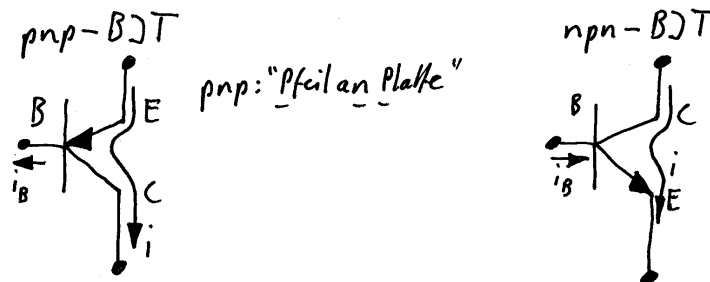 pnp-BJT
npn-BJT
pnp: "Pfeil an Platte"
B
E
i_B
C
i
B
C
i_B
i
E